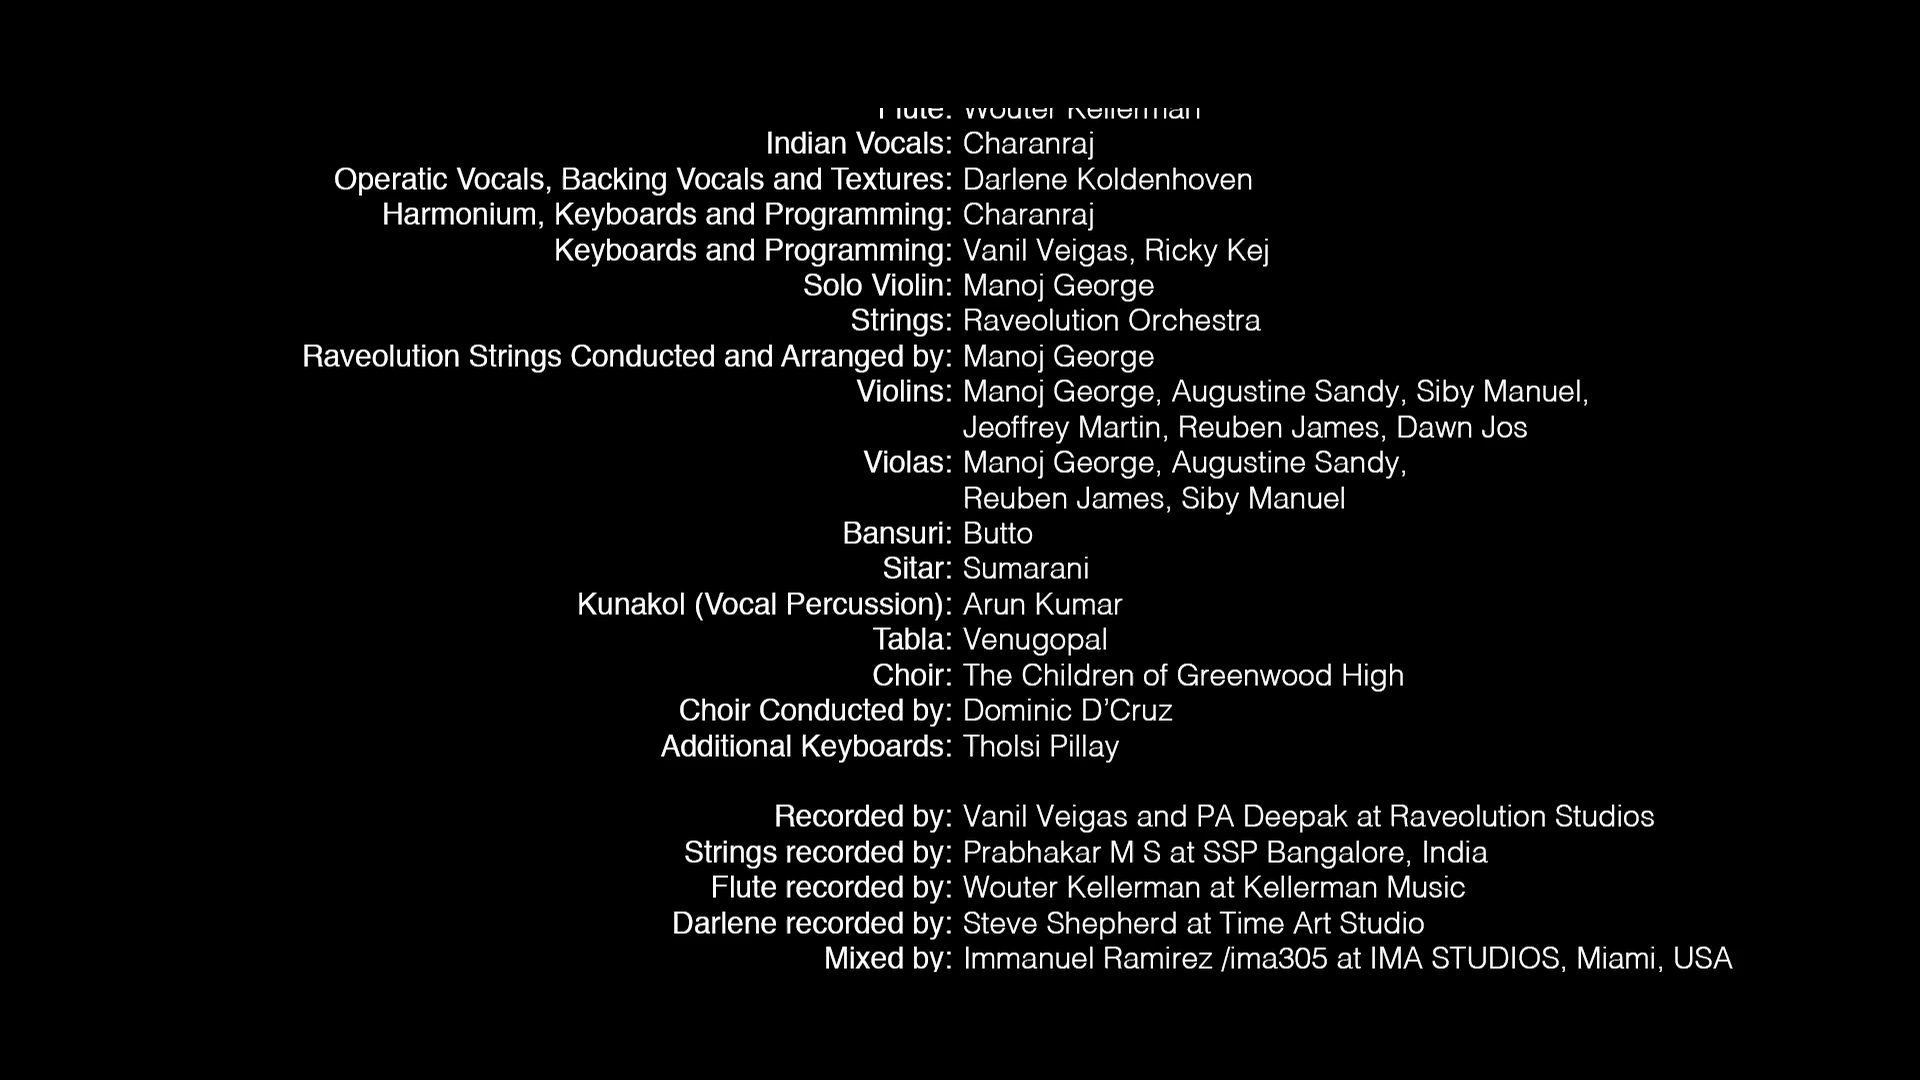 Flute: Wouter Kellerman
Indian Vocals: Charanraj
Operatic Vocals, Backing Vocals and Textures: Darlene Koldenhoven
Harmonium, Keyboards and Programming: Charanraj
Keyboards and Programming: Vanil Veigas, Ricky Kej
Solo Violin: Manoj George
Strings: Raveolution Orchestra
Raveolution Strings Conducted and Arranged by: Manoj George
Violins: Manoj George, Augustine Sandy, Siby Manuel,
Jeoffrey Martin, Reuben James, Dawn Jos
Violas: Manoj George, Augustine Sandy,
Reuben James, Siby Manuel
Bansuri: Butto
Sitar: Sumarani
Kunakol (Vocal Percussion): Arun Kumar
Tabla: Venugopal
Choir: The Children of Greenwood High
Choir Conducted by: Dominic D’Cruz
Additional Keyboards: Tholsi Pillay
Recorded by: Vanil Veigas and PA Deepak at Raveolution Studios
Strings recorded by: Prabhakar M S at SSP Bangalore, India
Flute recorded by: Wouter Kellerman at Kellerman Music
Darlene recorded by: Steve Shepherd at Time Art Studio
Mixed by: Immanuel Ramirez /ima305 at IMA STUDIOS, Miami, USA